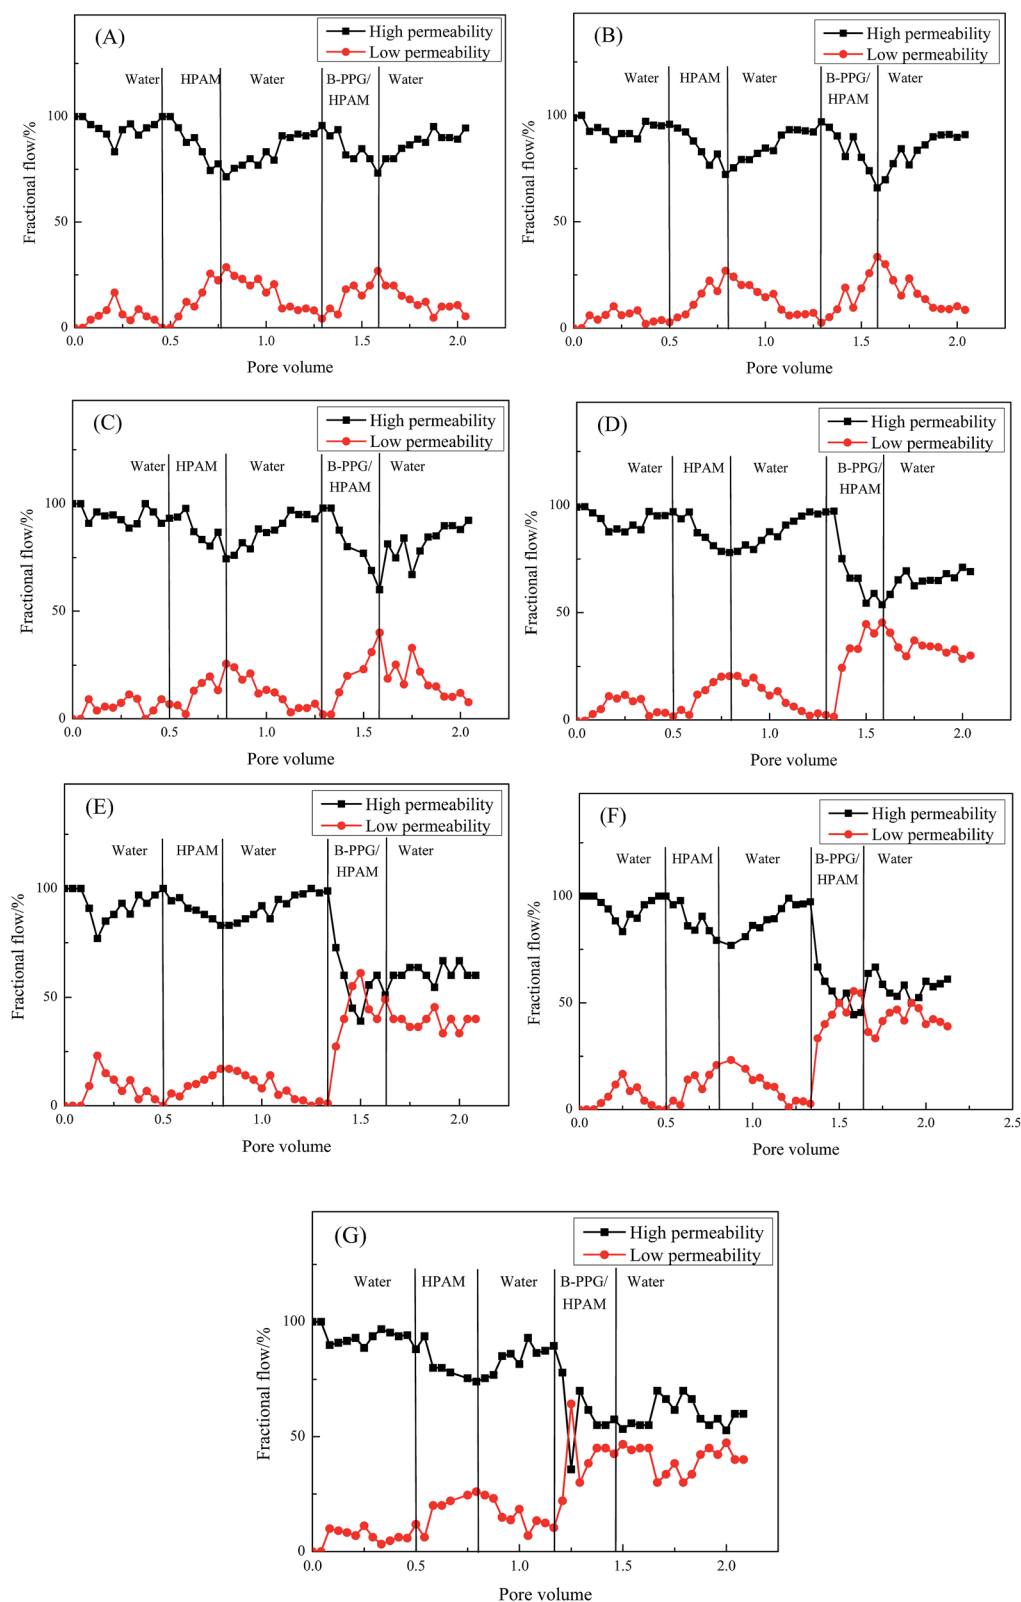 (A)
High permeability
Low permeability
Water HPAM Water B-PPG/ HPAM Water
Fractional flow/%
100
50
0
0.0 0.5 1.0 1.5 2.0
Pore volume
(B)
High permeability
Low permeability
Water HPAM Water B-PPG/ HPAM Water
Fractional flow/%
100
50
0
0.0 0.5 1.0 1.5 2.0
Pore volume
(C)
High permeability
Low permeability
Water HPAM Water B-PPG/ HPAM Water
Fractional flow/%
100
50
0
0.0 0.5 1.0 1.5 2.0
Pore volume
(D)
High permeability
Low permeability
Water HPAM Water B-PPG/ HPAM Water
Fractional flow/%
100
50
0
0.0 0.5 1.0 1.5 2.0
Pore volume
(E)
High permeability
Low permeability
Water HPAM Water B-PPG/ HPAM Water
Fractional flow/%
100
50
0
0.0 0.5 1.0 1.5 2.0
Pore volume
(F)
High permeability
Low permeability
Water HPAM Water B-PPG/ HPAM Water
Fractional flow/%
100
50
0
0.0 0.5 1.0 1.5 2.0 2.5
Pore volume
(G)
High permeability
Low permeability
Water HPAM Water B-PPG/ HPAM Water
Fractional flow/%
100
50
0
0.0 0.5 1.0 1.5 2.0
Pore volume